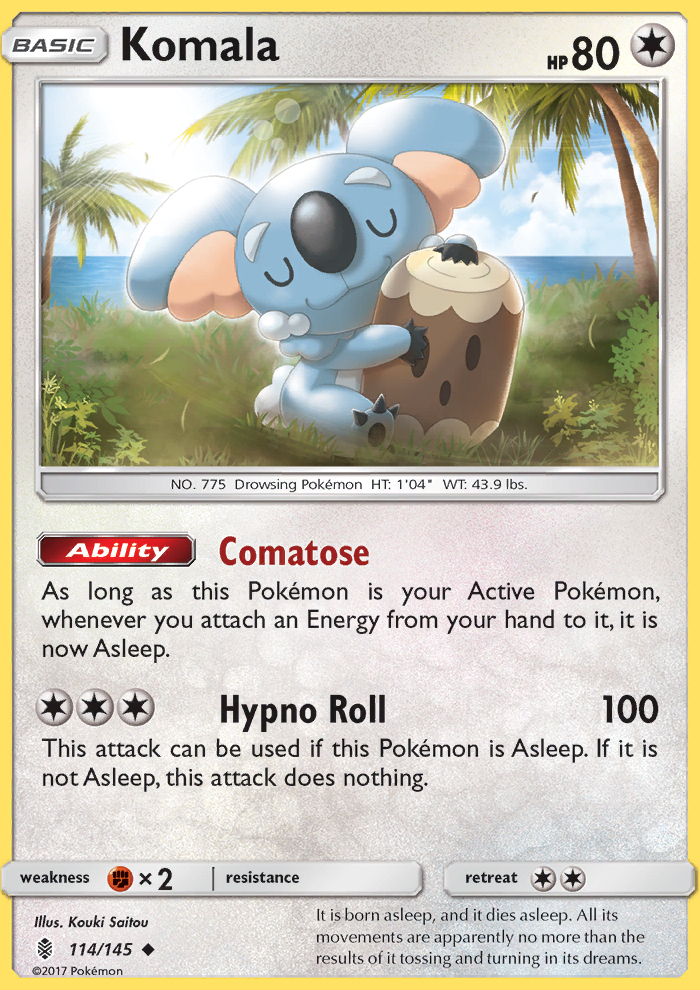 BASIC Komala HP 80
NO. 775 Drowsing Pokémon HT: 1'04" WT: 43.9 lbs.
Ability Comatose
As long as this Pokémon is your Active Pokémon,
whenever you attach an Energy from your hand to it, it is
now Asleep.
Hypno Roll 100
This attack can be used if this Pokémon is Asleep. If it is
not Asleep, this attack does nothing.
weakness ×2 resistance retreat
Illus. Kouki Saitou
114/145
©2017 Pokémon
It is born asleep, and it dies asleep. All its
movements are apparently no more than the
results of it tossing and turning in its dreams.